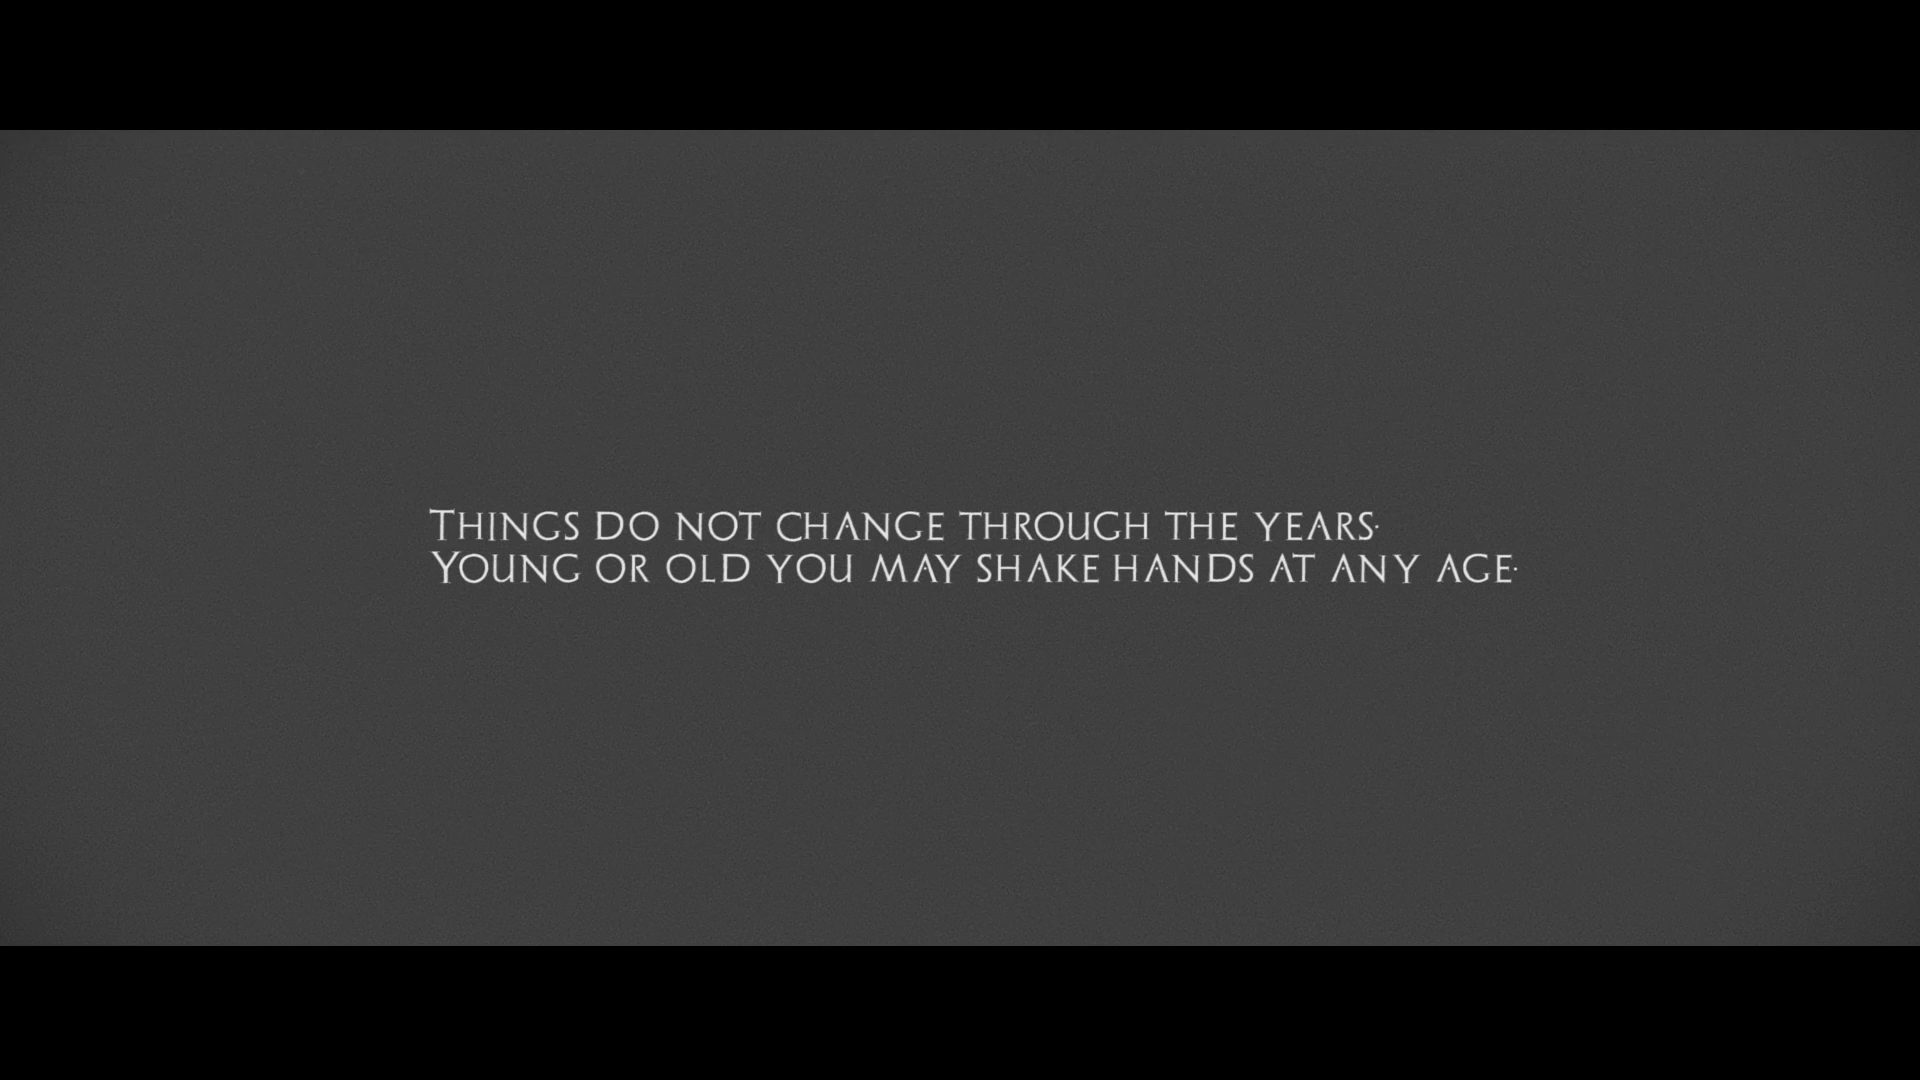 Things do not change through the years·
Young or old you may shake hands at any age·